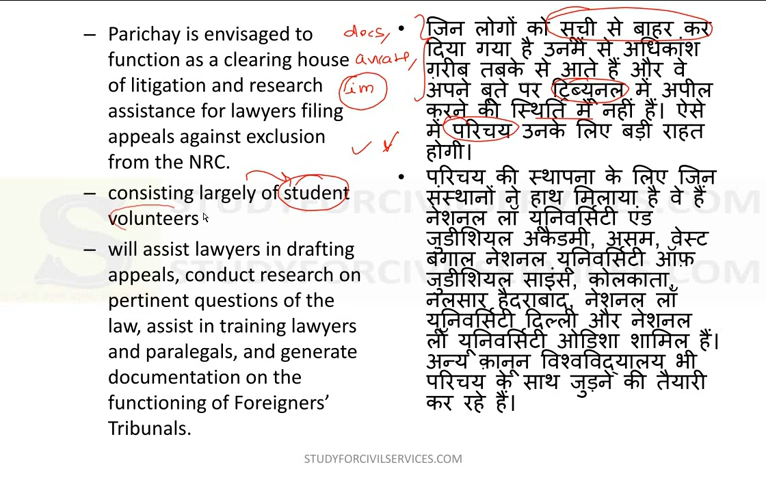 – Parichay is envisaged to
function as a clearing house
of litigation and research
assistance for lawyers filing
appeals against exclusion
from the NRC.
– consisting largely of student
volunteers
– will assist lawyers in drafting
appeals, conduct research on
pertinent questions of the
law, assist in training lawyers
and paralegals, and generate
documentation on the
functioning of Foreigners’
Tribunals.
docs,
lim
• जिन लोगों को सूची से बाहर कर
दिया गया है उनमें से अधिकांश
गरीब तबके से आते हैं और वे
अपने बूते पर ट्रिब्यूनल में अपील
करने की स्थिति में नहीं हैं। ऐसे
में परिचय उनके लिए बड़ी राहत
होगी।
• परिचय की स्थापना के लिए जिन
संस्थानों ने हाथ मिलाया है वे हैं
नेशनल लॉ यूनिवर्सिटी एंड
जुडीशियल अकैडमी, असम, वेस्ट
बंगाल नेशनल यूनिवर्सिटी ऑफ़
जुडीशियल साइंस, कोलकाता,
नलसार हैदराबाद, नेशनल लॉ
यूनिवर्सिटी दिल्ली और नेशनल
लॉ यूनिवर्सिटी ओडिशा शामिल हैं।
अन्य क़ानून विश्वविद्यालय भी
परिचय के साथ जुड़ने की तैयारी
कर रहे हैं।
STUDYFORCIVILSERVICES.COM